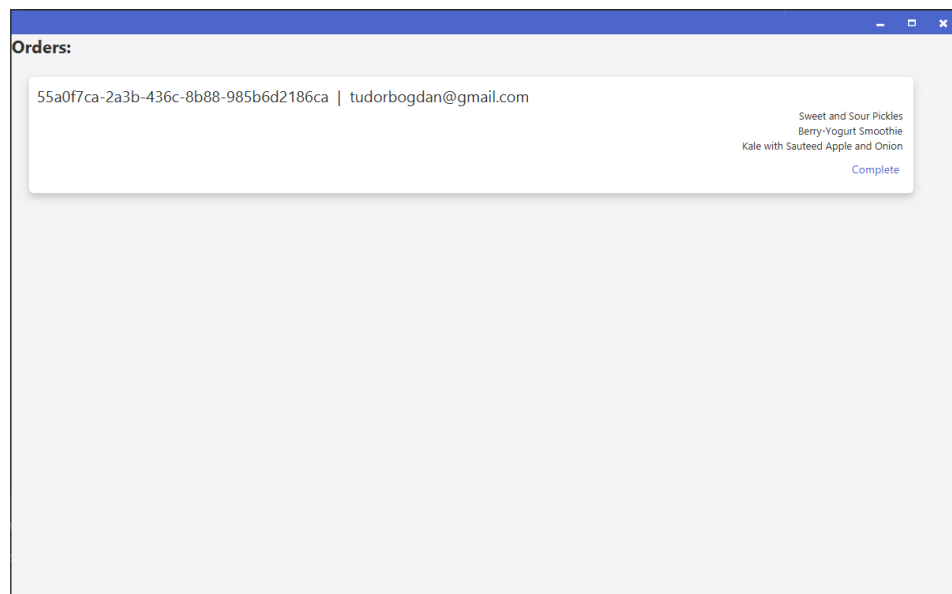 Orders:
55a0f7ca-2a3b-436c-8b88-985b6d2186ca | tudorbogdan@gmail.com
Sweet and Sour Pickles
Berry-Yogurt Smoothie
Kale with Sauteed Apple and Onion
Complete